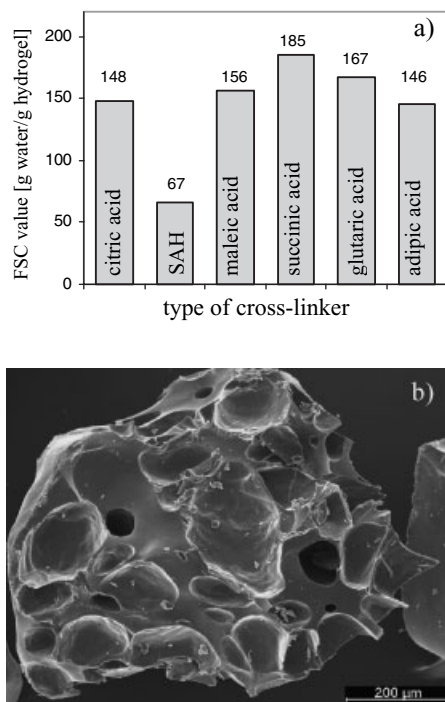 a)
FSC value [g water/g hydrogel]
200
150
100
50
0
148
67
156
185
167
146
citric acid
SAH
maleic acid
succinic acid
glutaric acid
adipic acid
type of cross-linker
b)
200 µm